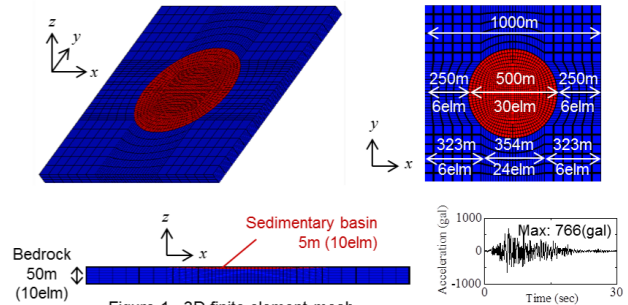 z
y
x
1000m
250m 500m 250m
6elm 30elm 6elm
323m 354m 323m
6elm 24elm 6elm
y
x
z
x
Sedimentary basin
5m (10elm)
Bedrock
50m
(10elm)
Acceleration (gal)
1000
0
-1000
Max: 766(gal)
0 30
Time (sec)
Figure 1 3D finite element mesh